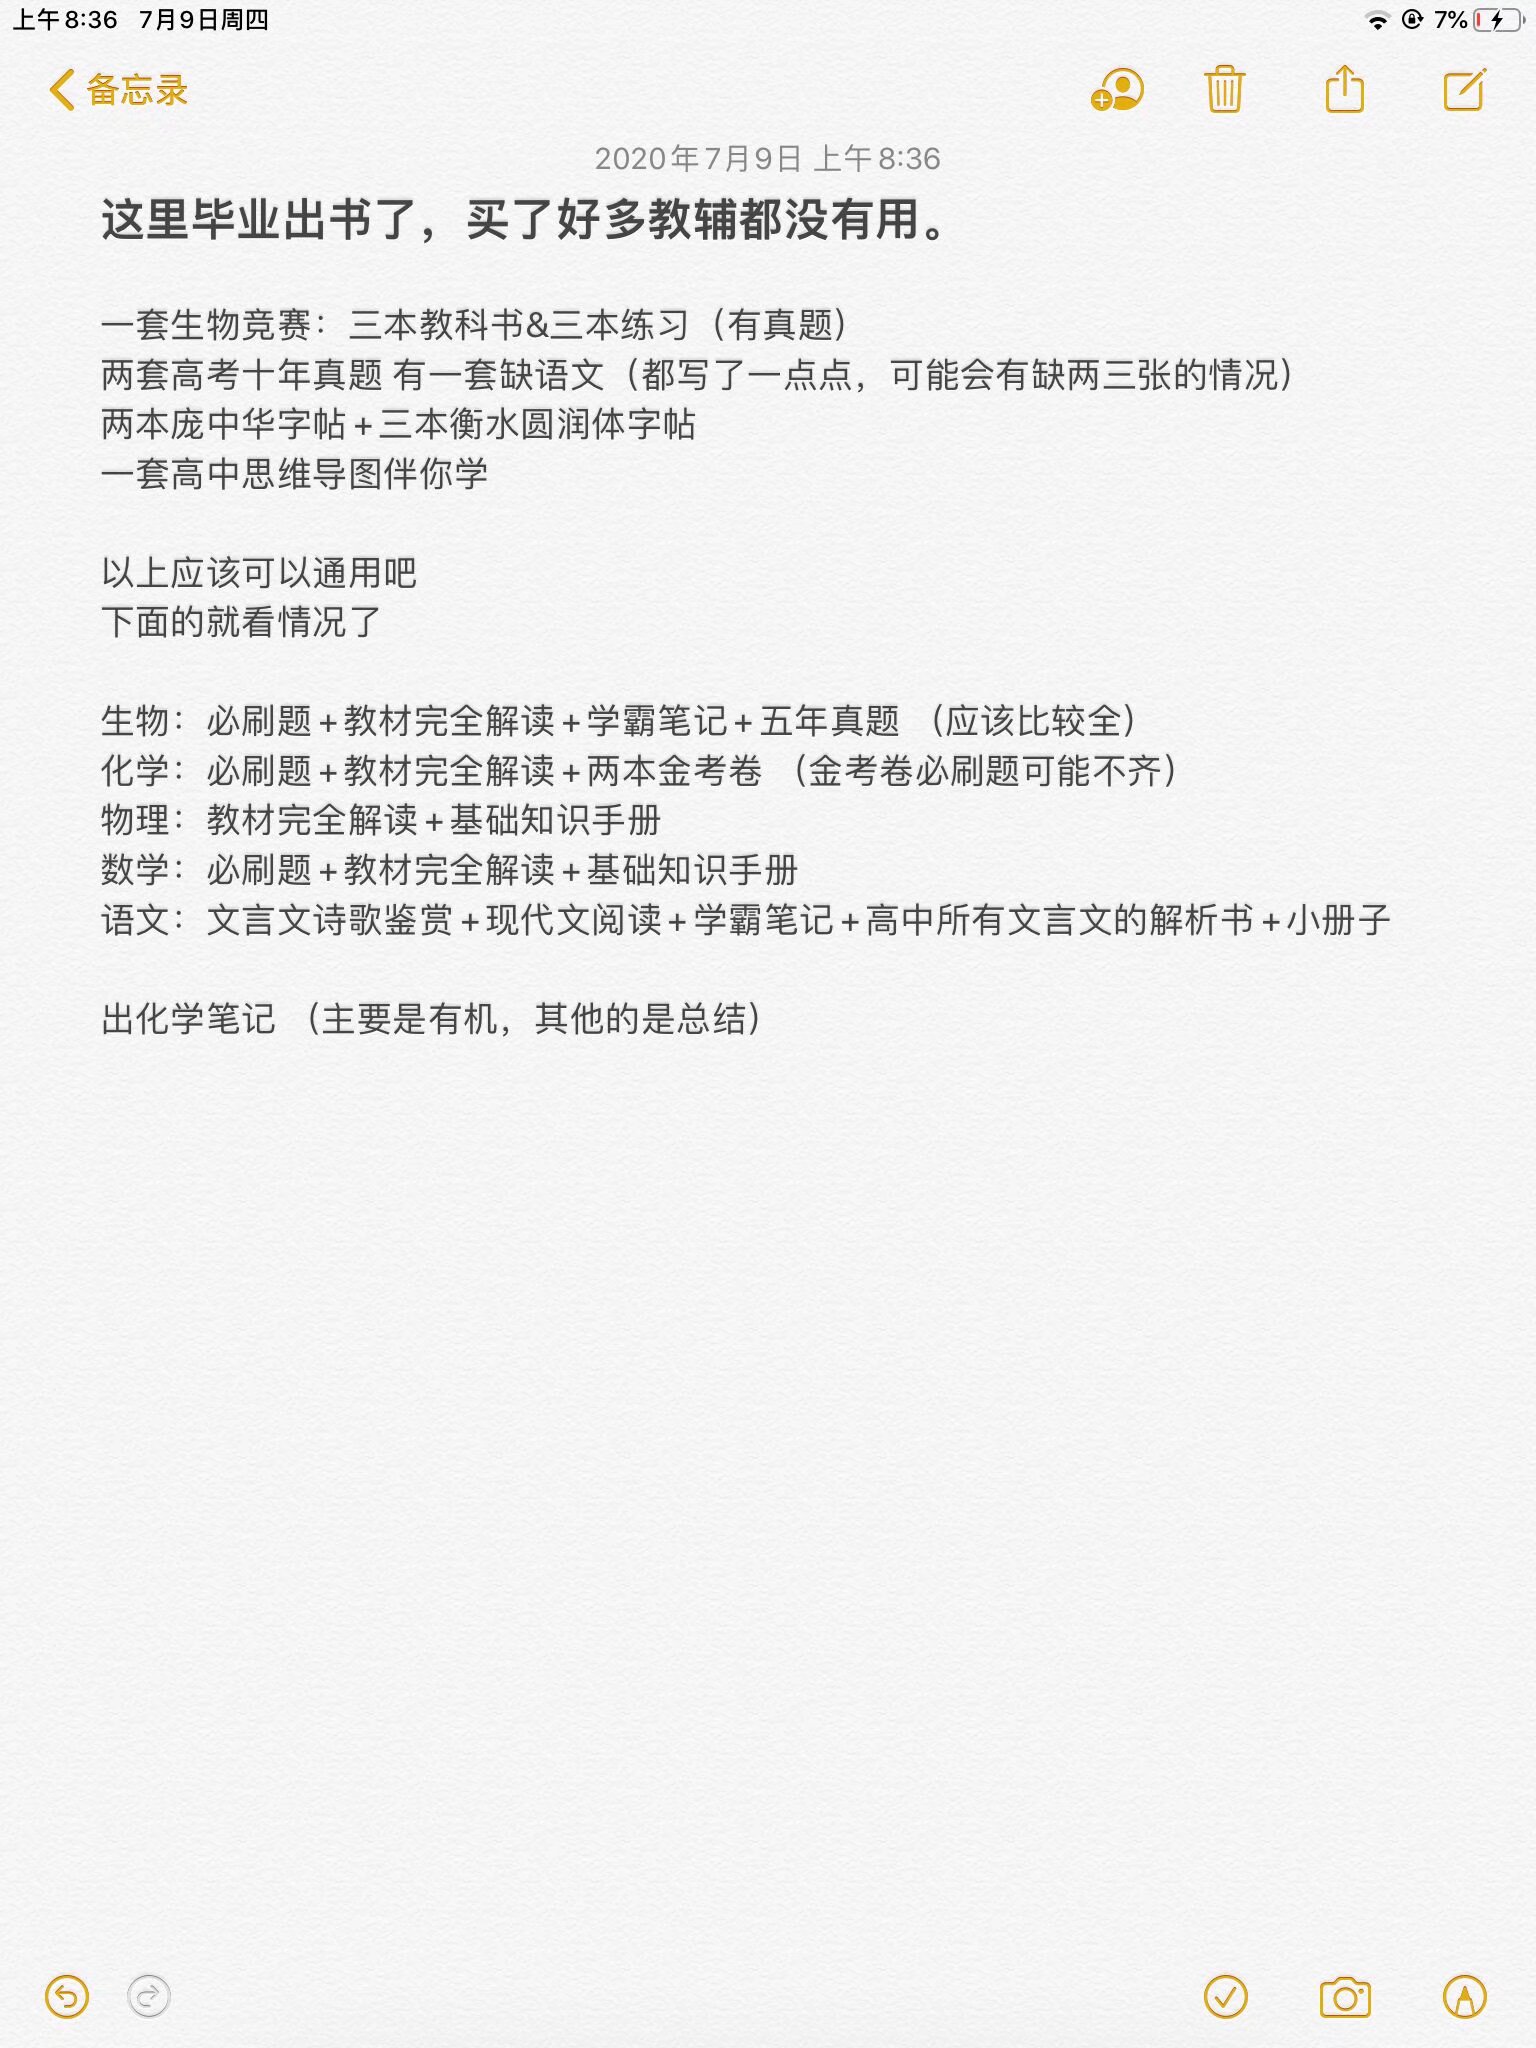 上午8:36 7月9日周四
7%
备忘录
2020年7月9日 上午8:36
这里毕业出书了，买了好多教辅都没有用。
一套生物竞赛：三本教科书&三本练习（有真题）
两套高考十年真题 有一套缺语文（都写了一点点，可能会有缺两三张的情况）
两本庞中华字帖+三本衡水圆润体字帖
一套高中思维导图伴你学
以上应该可以通用吧
下面的就看情况了
生物：必刷题+教材完全解读+学霸笔记+五年真题 （应该比较全）
化学：必刷题+教材完全解读+两本金考卷 （金考卷必刷题可能不齐）
物理：教材完全解读+基础知识手册
数学：必刷题+教材完全解读+基础知识手册
语文：文言文诗歌鉴赏+现代文阅读+学霸笔记+高中所有文言文的解析书+小册子
出化学笔记 （主要是有机，其他的是总结）